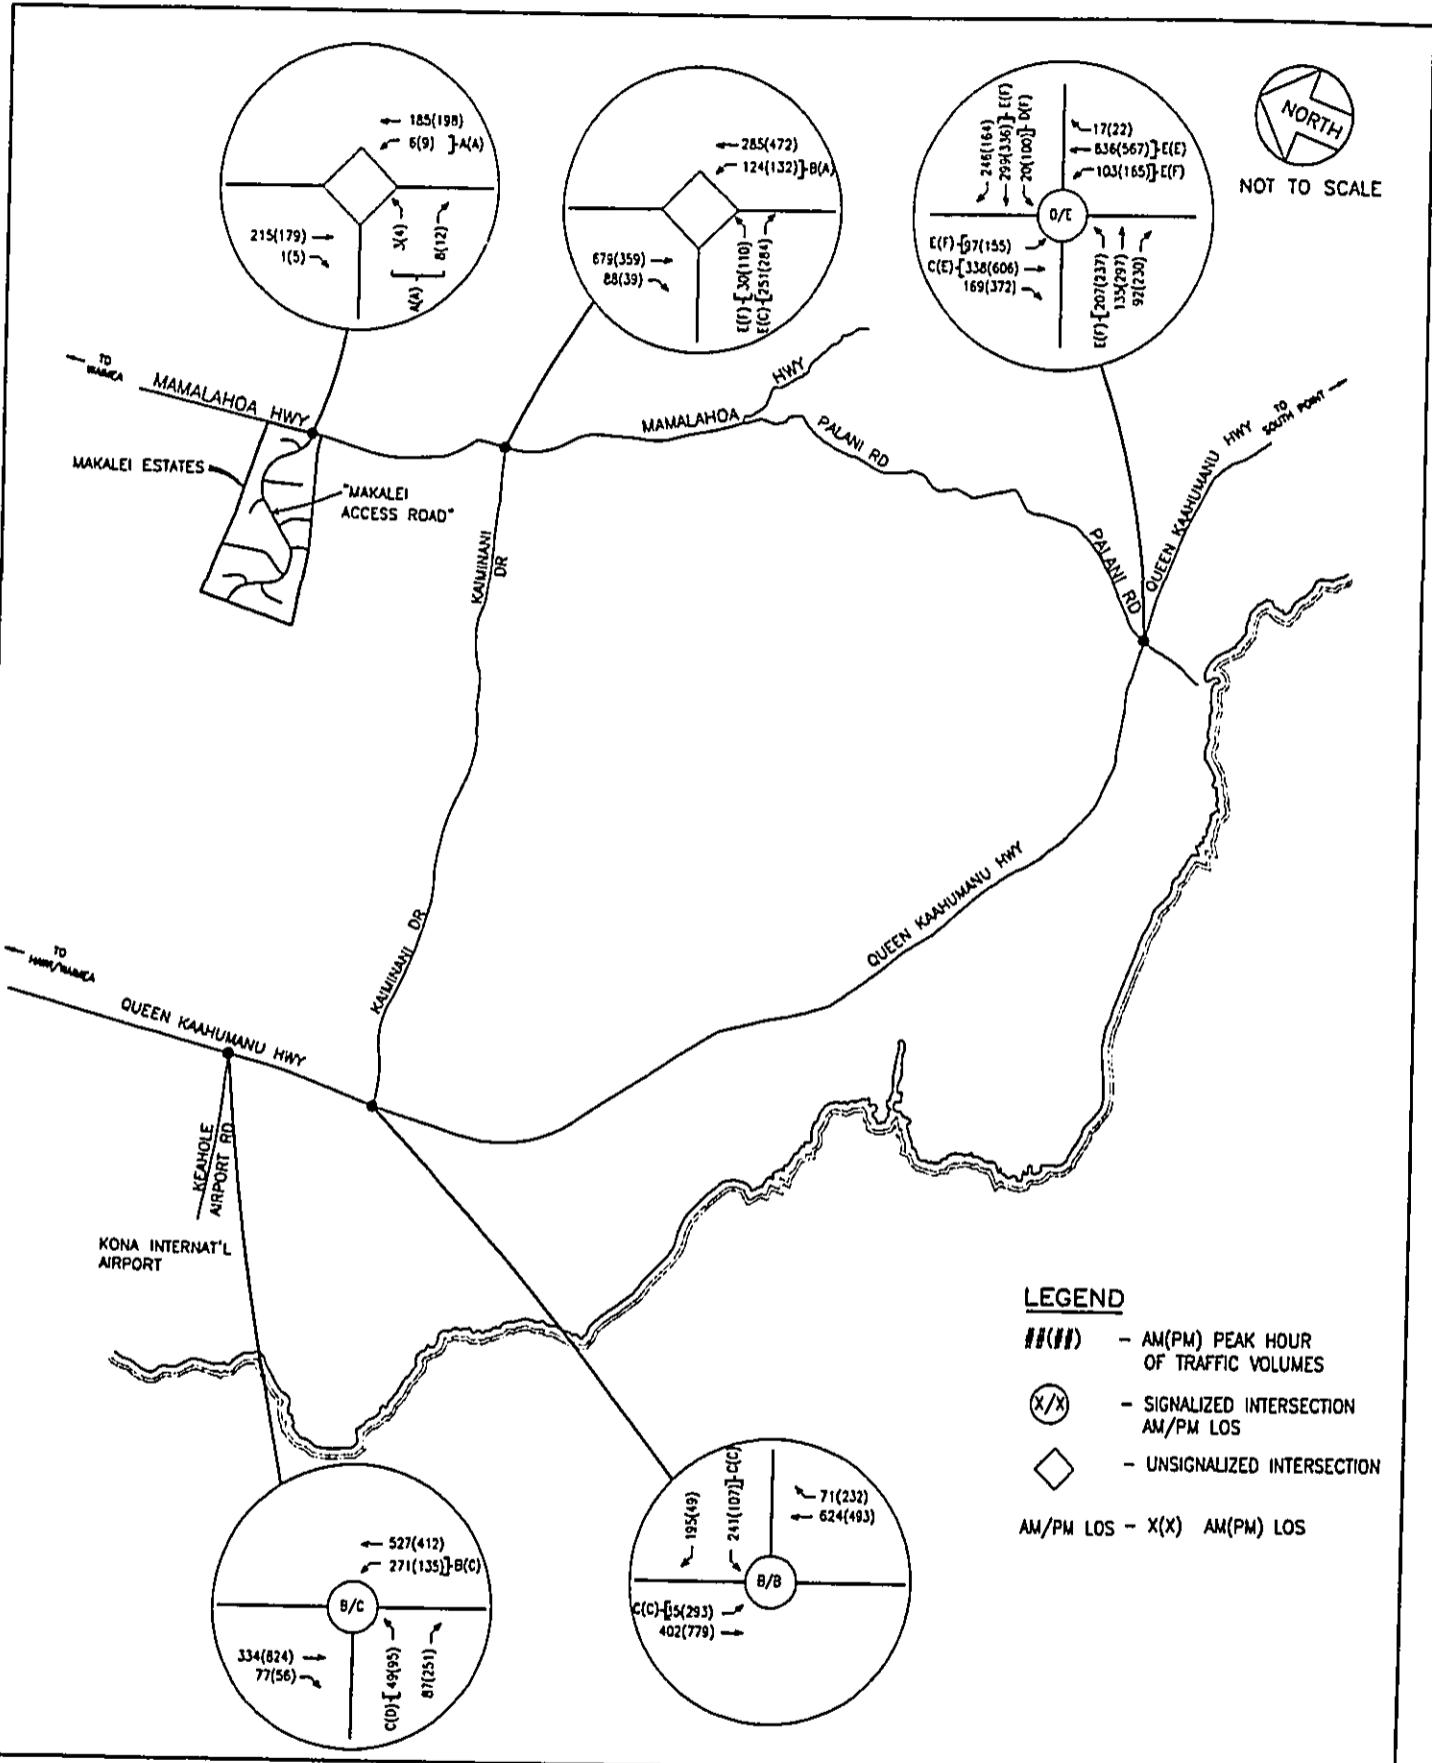 185(198)
6(9) ]-A(A)
215(179)
1(5)
3(4)
8(12)
A(A)
285(472)
124(132)]-B(A)
679(359)
88(39)
E(F)-[30(110)
E(C)-[251(284)
246(164)
299(336)]-E(F)
20(100)]-D(F)
17(22)
636(567)]-E(E)
103(165)]-E(F)
D/E
E(F)-[97(155)
C(E)-[338(606)
169(372)
E(F)-[207(237)
135(297)
92(230)
NORTH
NOT TO SCALE
TO
WAIMEA
MAMALAHOA HWY
MAKALEI ESTATES
"MAKALEI
ACCESS ROAD"
MAMALAHOA
HWY
PALANI RD
PALANI RD
QUEEN KAAHUMANU HWY
TO
SOUTH POINT
KAIMINANI
DR
KAIMINANI DR
QUEEN KAAHUMANU HWY
TO
QUEEN KAAHUMANU HWY
KEAHOLE
AIRPORT RD
KONA INTERNAT'L
AIRPORT
LEGEND
##(##) - AM(PM) PEAK HOUR
OF TRAFFIC VOLUMES
X/X - SIGNALIZED INTERSECTION
AM/PM LOS
- UNSIGNALIZED INTERSECTION
AM/PM LOS - X(X) AM(PM) LOS
527(412)
271(135)]-B(C)
B/C
334(824)
77(56)
C(D)-[49(95)
87(251)
195(49)
241(107)]-C(C)
71(232)
624(493)
B/B
C(C)-[35(293)
402(779)